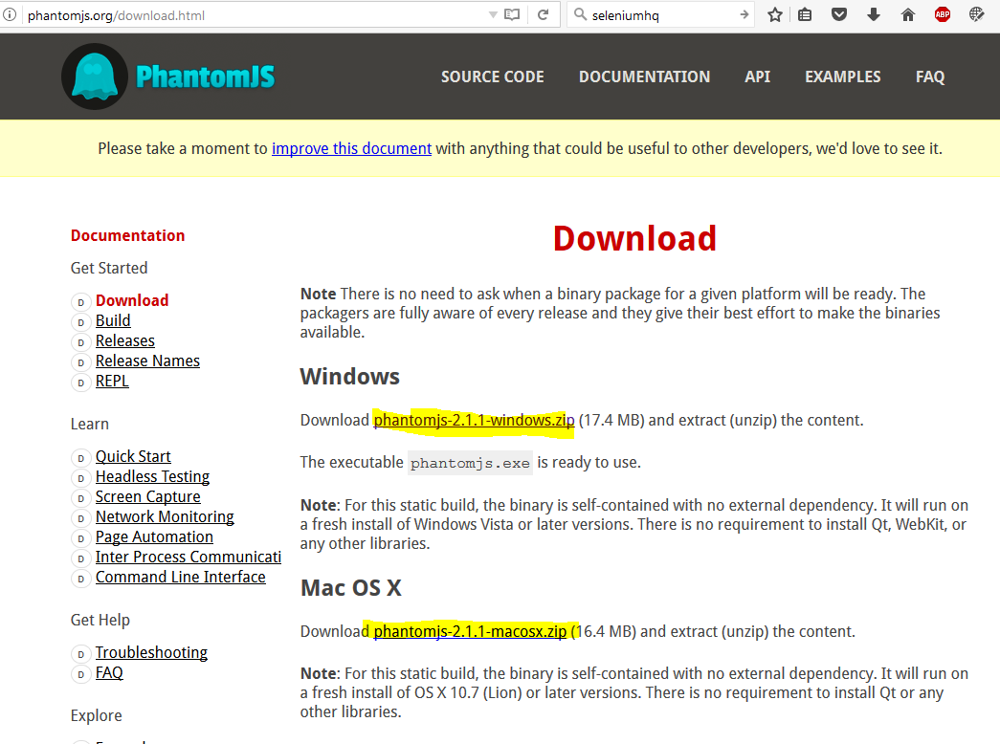 phantomjs.org/download.html
seleniumhq
ABP
PhantomJS
SOURCE CODE DOCUMENTATION API EXAMPLES FAQ
Please take a moment to improve this document with anything that could be useful to other developers, we'd love to see it.
Documentation
Get Started
D Download
D Build
D Releases
D Release Names
D REPL
Learn
D Quick Start
D Headless Testing
D Screen Capture
D Network Monitoring
D Page Automation
D Inter Process Communicati
D Command Line Interface
Get Help
D Troubleshooting
D FAQ
Explore
Download
Note There is no need to ask when a binary package for a given platform will be ready. The
packagers are fully aware of every release and they give their best effort to make the binaries
available.
Windows
Download phantomjs-2.1.1-windows.zip (17.4 MB) and extract (unzip) the content.
The executable phantomjs.exe is ready to use.
Note: For this static build, the binary is self-contained with no external dependency. It will run on
a fresh install of Windows Vista or later versions. There is no requirement to install Qt, WebKit, or
any other libraries.
Mac OS X
Download phantomjs-2.1.1-macosx.zip (16.4 MB) and extract (unzip) the content.
Note: For this static build, the binary is self-contained with no external dependency. It will run on
a fresh install of OS X 10.7 (Lion) or later versions. There is no requirement to install Qt or any
other libraries.